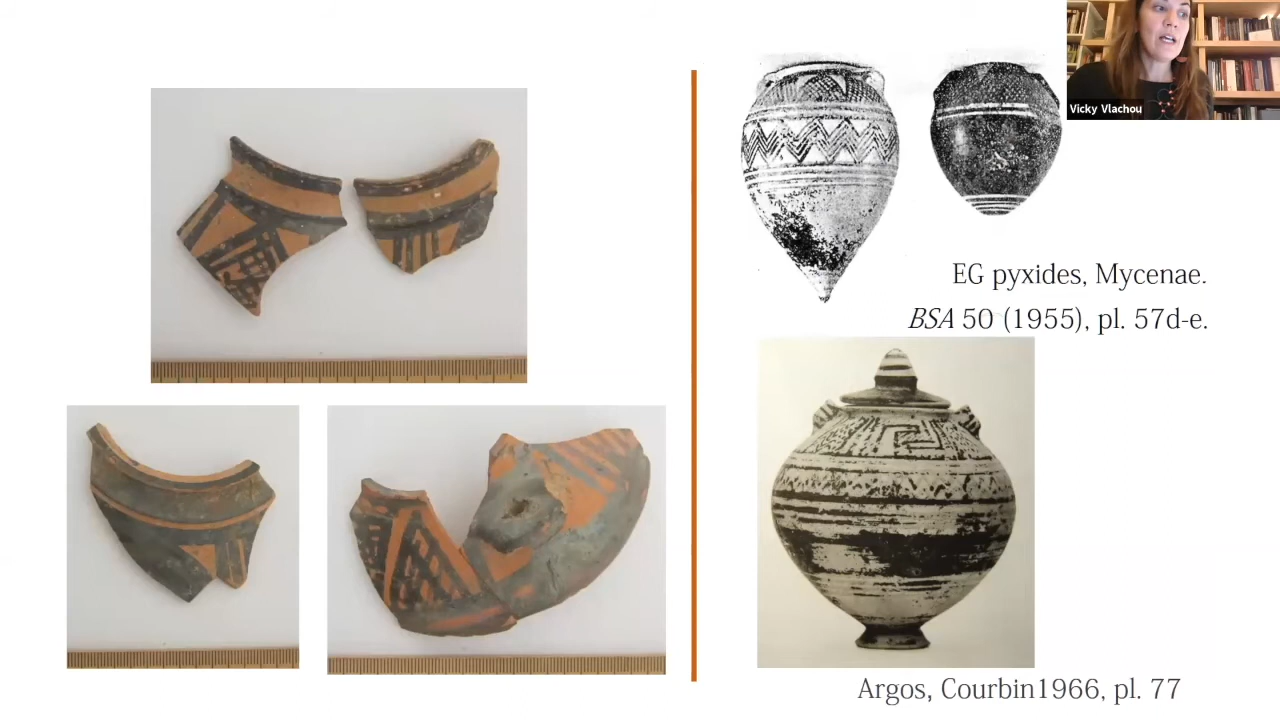 Vicky Vlachou
EG pyxides, Mycenae.
BSA 50 (1955), pl. 57d-e.
Argos, Courbin1966, pl. 77